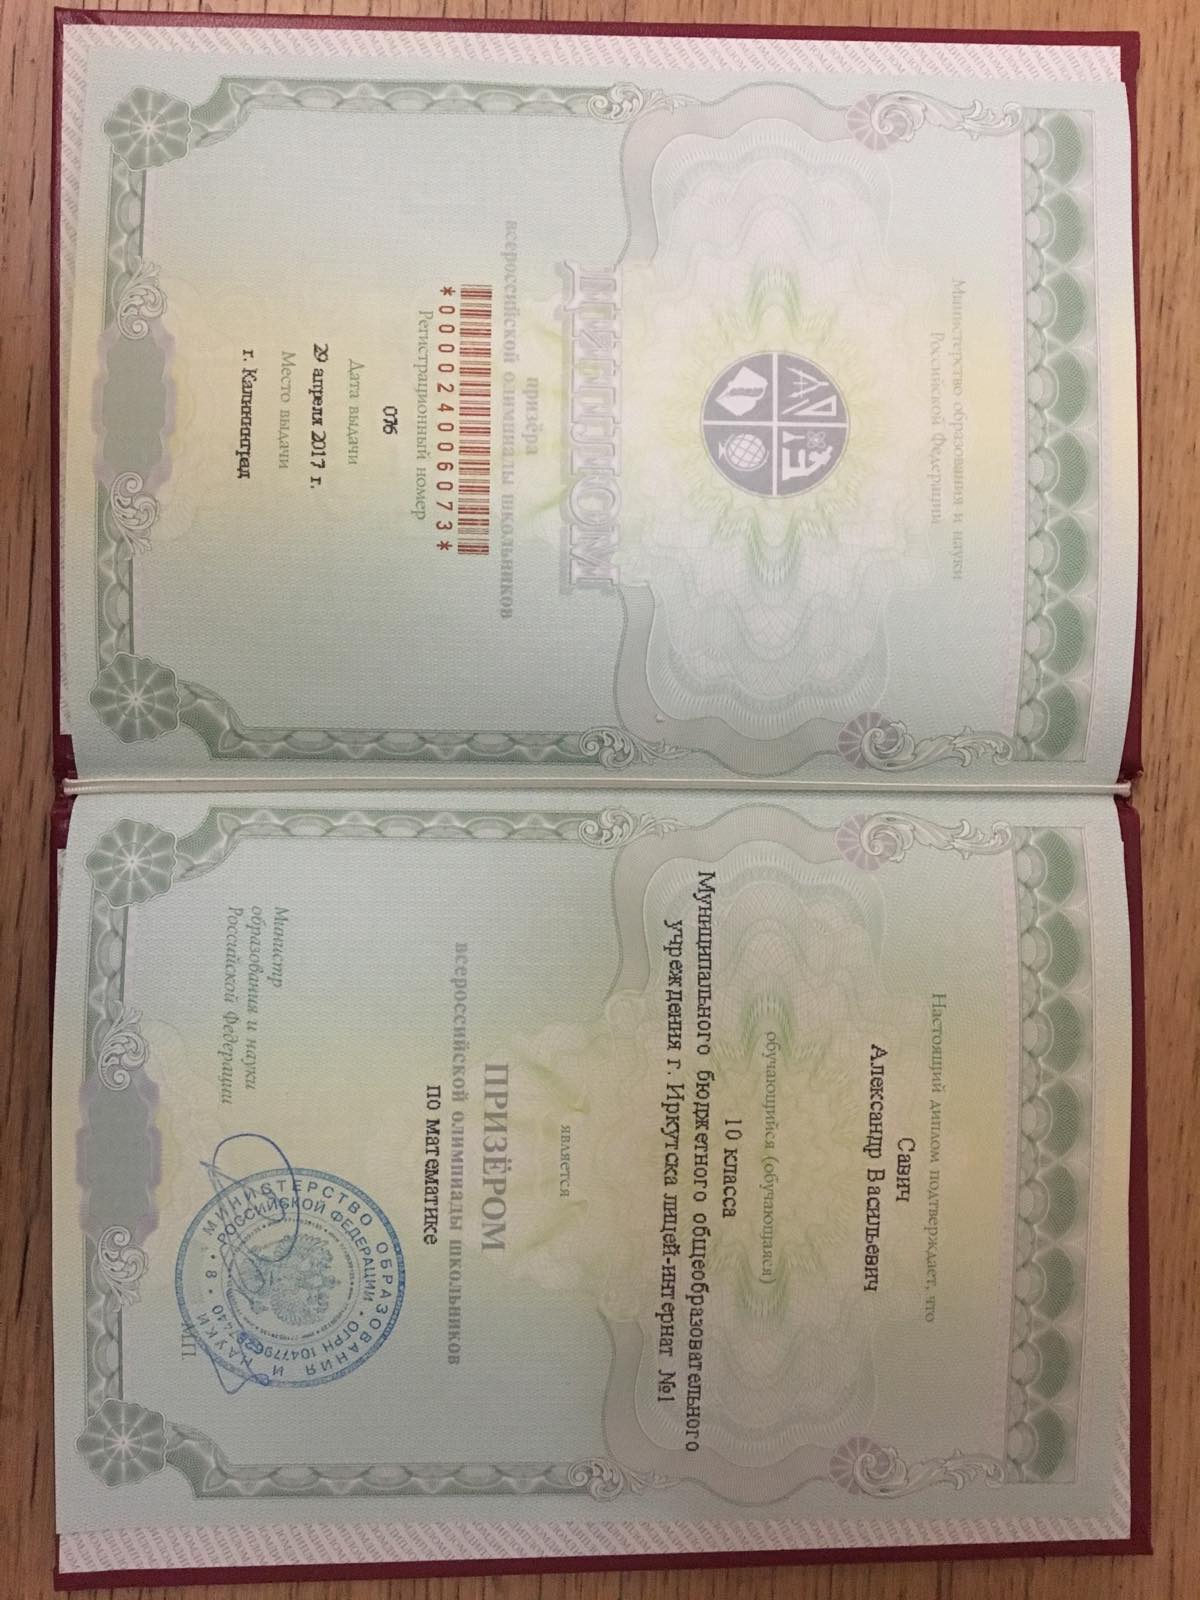 Министерство образования и науки
Российской Федерации
ДИПЛОМ
призёра
всероссийской олимпиады школьников
*000024006073*
Регистрационный номер
076
Дата выдачи
29 апреля 2017 г.
Место выдачи
г. Калининград
Настоящий диплом подтверждает, что
Савич
Александр Васильевич
обучающийся (обучающаяся)
10 класса
Муниципального бюджетного общеобразовательного
учреждения г. Иркутска лицей-интернат №1
является
ПРИЗЁРОМ
всероссийской олимпиады школьников
по математике
Министр
образования и науки
Российской Федерации
М.П.
МИНИСТЕРСТВО ОБРАЗОВАНИЯ И НАУКИ • 8 •
РОССИЙСКОЙ ФЕДЕРАЦИИ • ОГРН 1047796287440